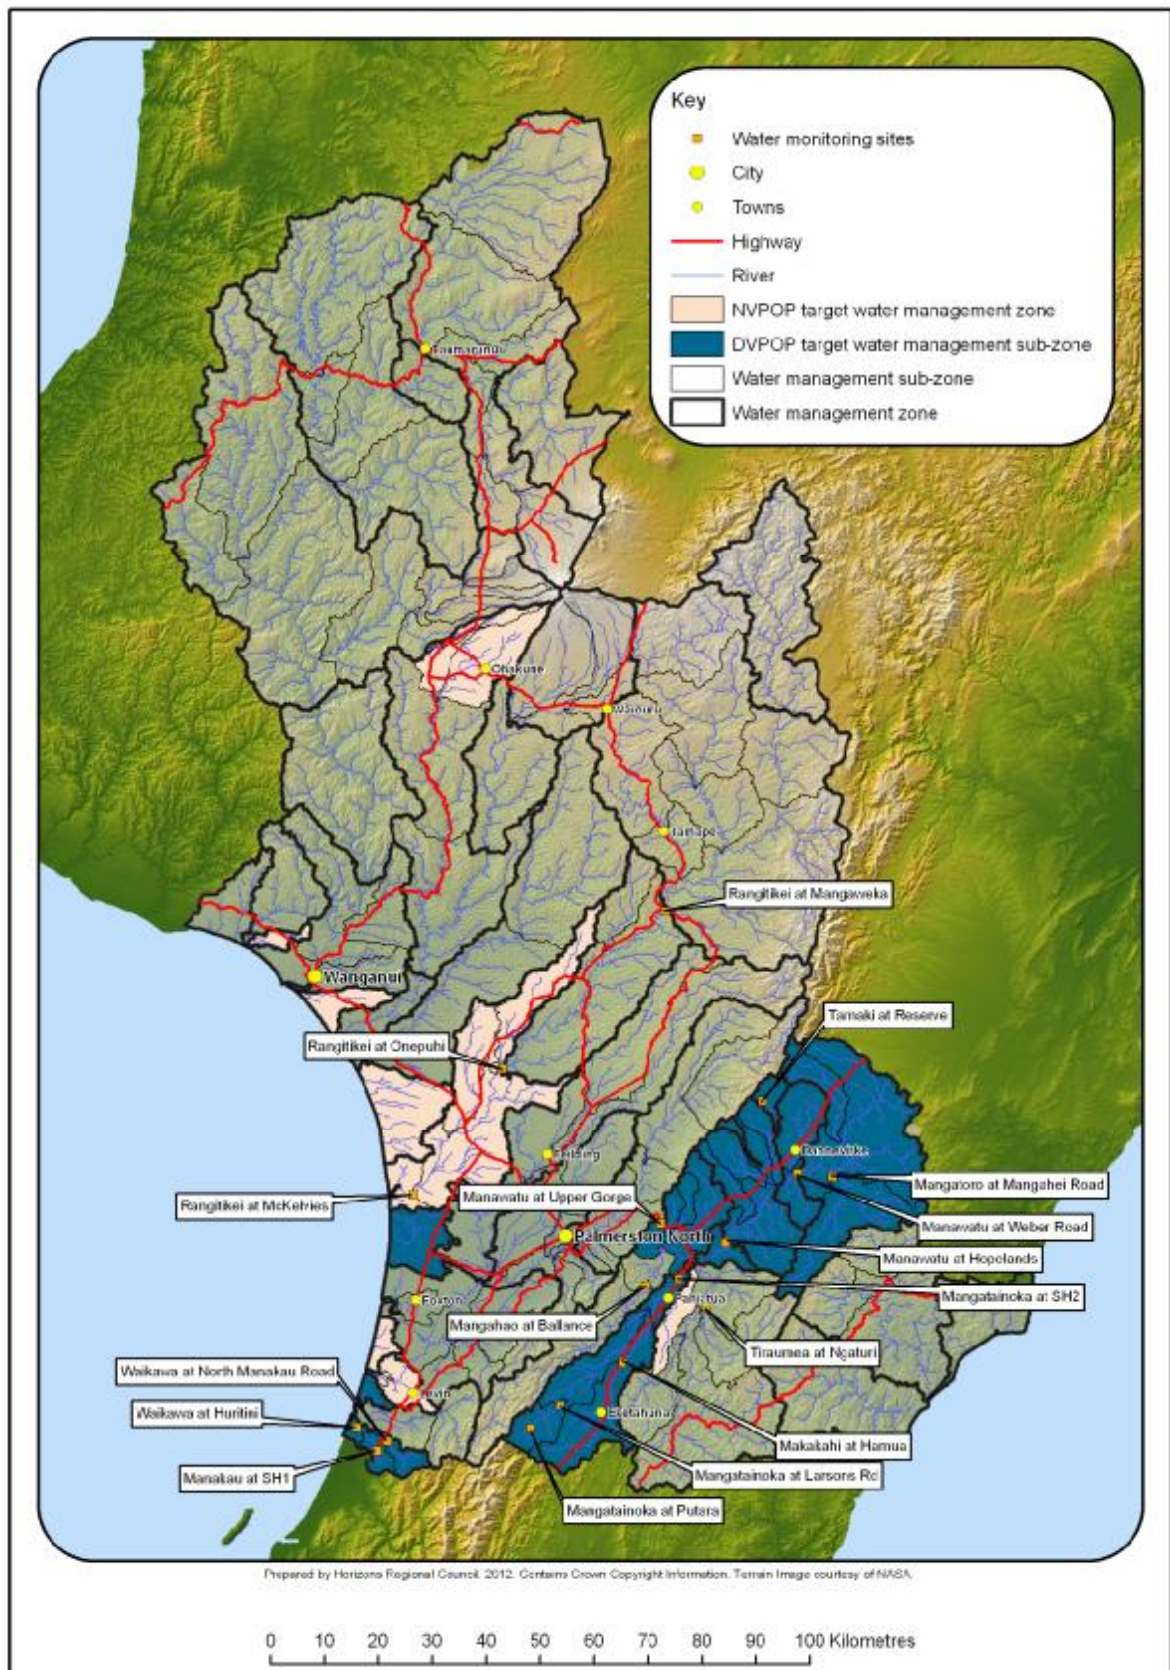 Key
Water monitoring sites
City
Towns
Highway
River
NVPOP target water management zone
DVPOP target water management sub-zone
Water management sub-zone
Water management zone
Taumarunui
Ohakune
Waiouru
Taihape
Rangitikei at Mangaweka
Wanganui
Tamaki at Reserve
Rangitikei at Onepuhi
Dannevirke
Feilding
Mangatoro at Mangahei Road
Rangitikei at McKelvies
Manawatu at Upper Gorge
Manawatu at Weber Road
Palmerston North
Manawatu at Hopelands
Mangatainoka at SH2
Foxton
Pahiatua
Mangahao at Ballance
Tiraumea at Ngaturi
Waikawa at North Manakau Road
Levin
Waikawa at Huritini
Eketahuna
Makakahi at Hamua
Manakau at SH1
Mangatainoka at Larsons Rd
Mangatainoka at Putara
Prepared by Horizons Regional Council. 2012. Contains Crown Copyright Information. Terrain Image courtesy of NASA.
0 10 20 30 40 50 60 70 80 90 100 Kilometres